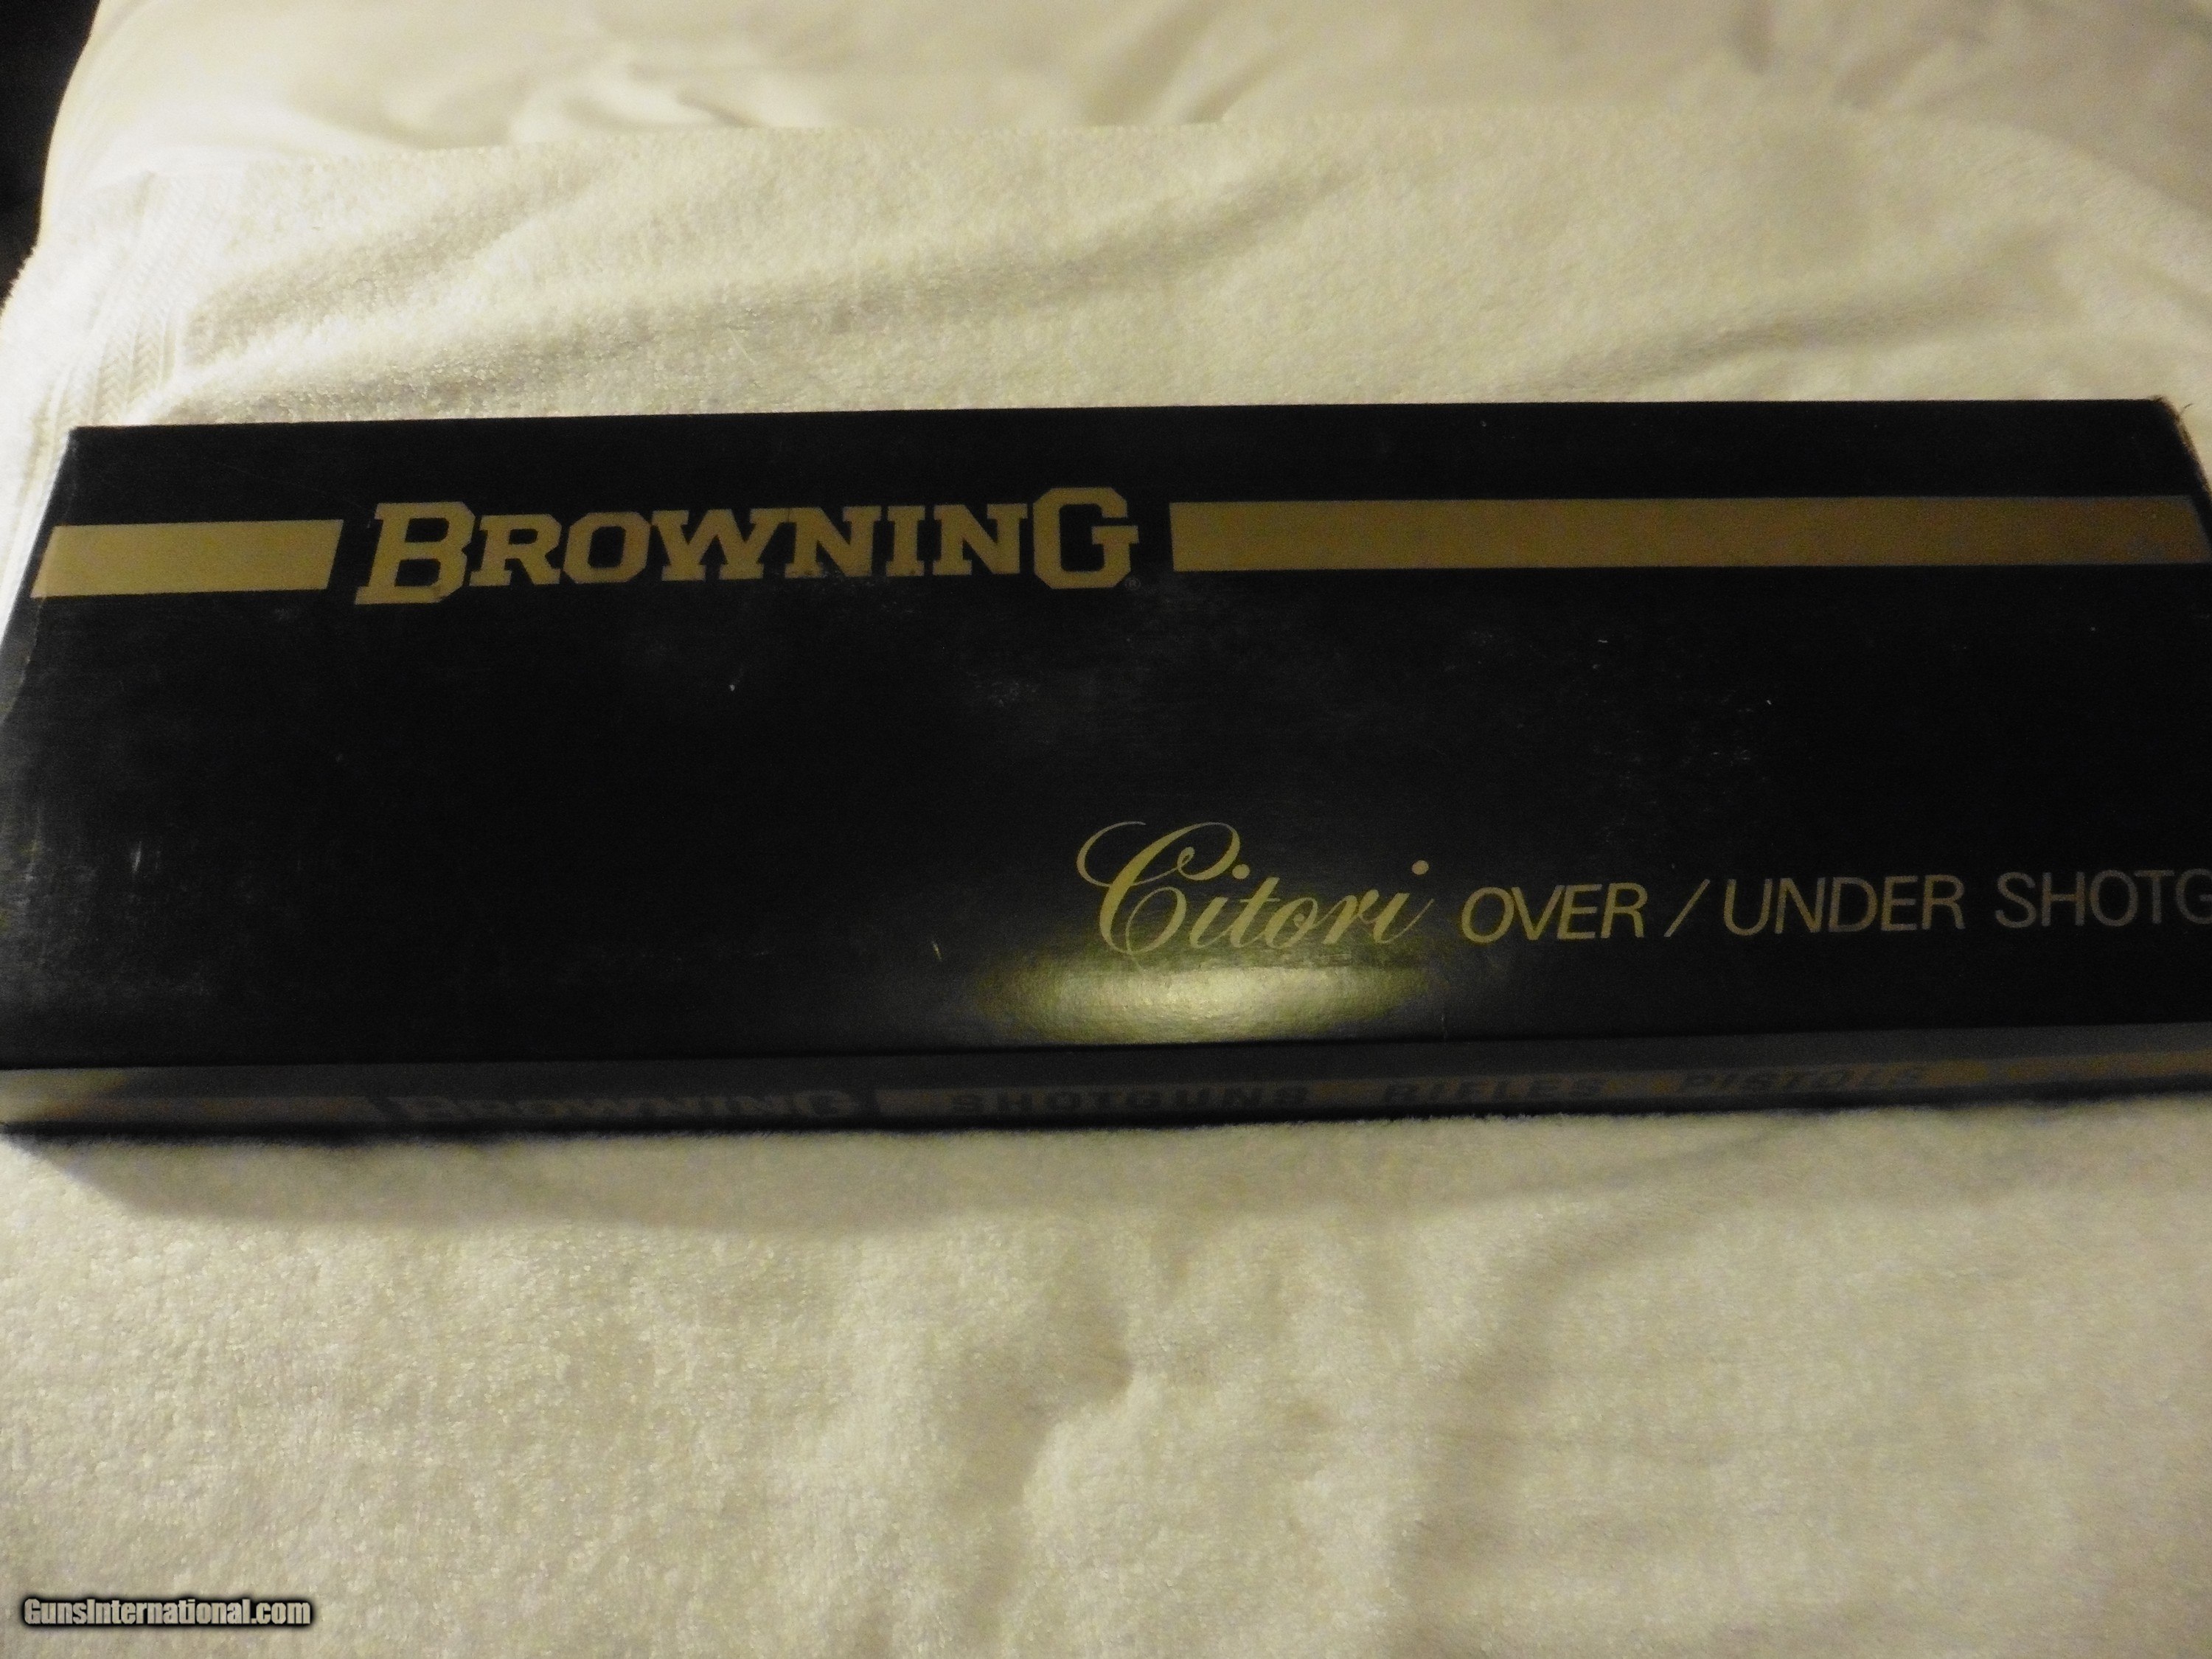 BROWNING®
Citori OVER / UNDER SHOTG
BROWNING SHOTGUNS RIFLES PISTOLS
GunsInternational.com